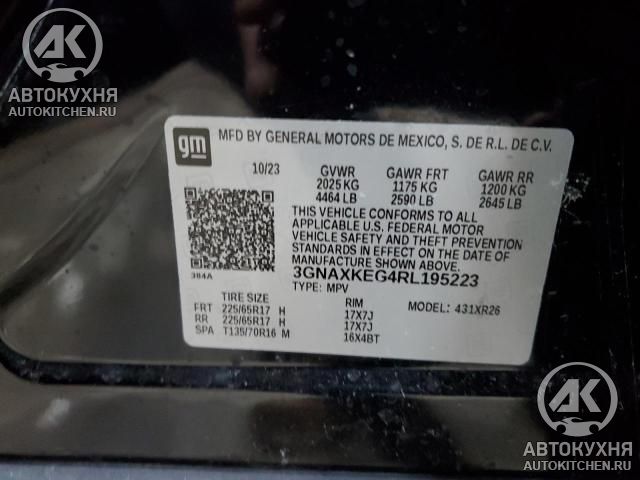 AK
АВТОКУХНЯ
AUTOKITCHEN.RU
gm
MFD BY GENERAL MOTORS DE MEXICO, S. DE R.L. DE C.V.
10/23 GVWR GAWR FRT GAWR RR
2025 KG 1175 KG 1200 KG
4464 LB 2590 LB 2645 LB
THIS VEHICLE CONFORMS TO ALL
APPLICABLE U.S. FEDERAL MOTOR
VEHICLE SAFETY AND THEFT PREVENTION
STANDARDS IN EFFECT ON THE DATE OF
MANUFACTURE SHOWN ABOVE.
384A 3GNAXKEG4RL195223
TYPE: MPV
TIRE SIZE RIM MODEL: 431XR26
FRT 225/65R17 H 17X7J
RR 225/65R17 H 17X7J
SPA T135/70R16 M 16X4BT
AK
АВТОКУХНЯ
AUTOKITCHEN.RU